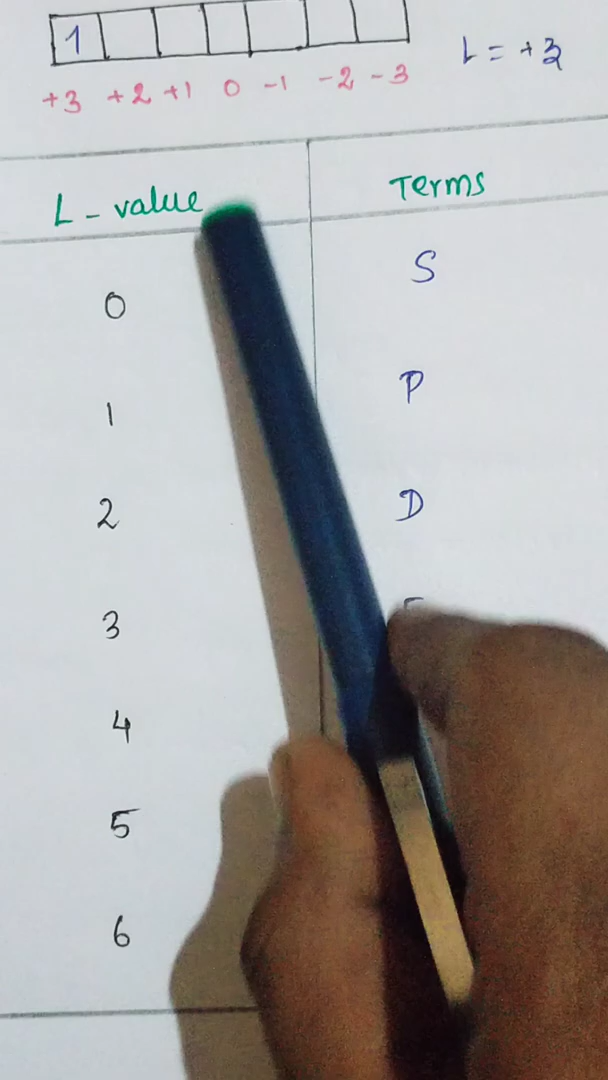 1
+3 +2 +1 0 -1 -2 -3
L = +3
L - value
Terms
0 S
1 P
2 D
3
4
5
6